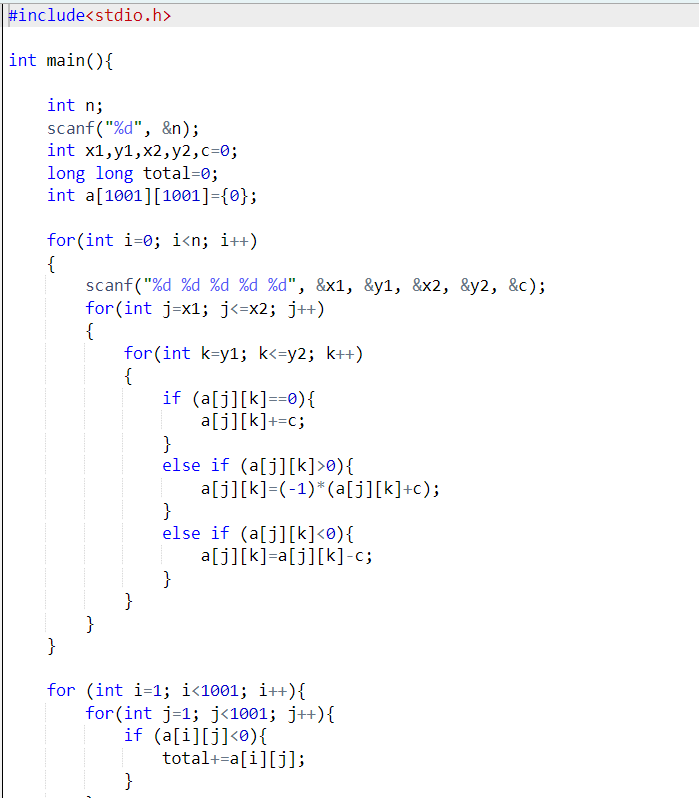 #include<stdio.h>
int main(){
int n;
scanf("%d", &n);
int x1,y1,x2,y2,c=0;
long long total=0;
int a[1001][1001]={0};
for(int i=0; i<n; i++)
{
scanf("%d %d %d %d %d", &x1, &y1, &x2, &y2, &c);
for(int j=x1; j<=x2; j++)
{
for(int k=y1; k<=y2; k++)
{
if (a[j][k]==0){
a[j][k]+=c;
}
else if (a[j][k]>0){
a[j][k]=(-1)*(a[j][k]+c);
}
else if (a[j][k]<0){
a[j][k]=a[j][k]-c;
}
}
}
}
for (int i=1; i<1001; i++){
for(int j=1; j<1001; j++){
if (a[i][j]<0){
total+=a[i][j];
}